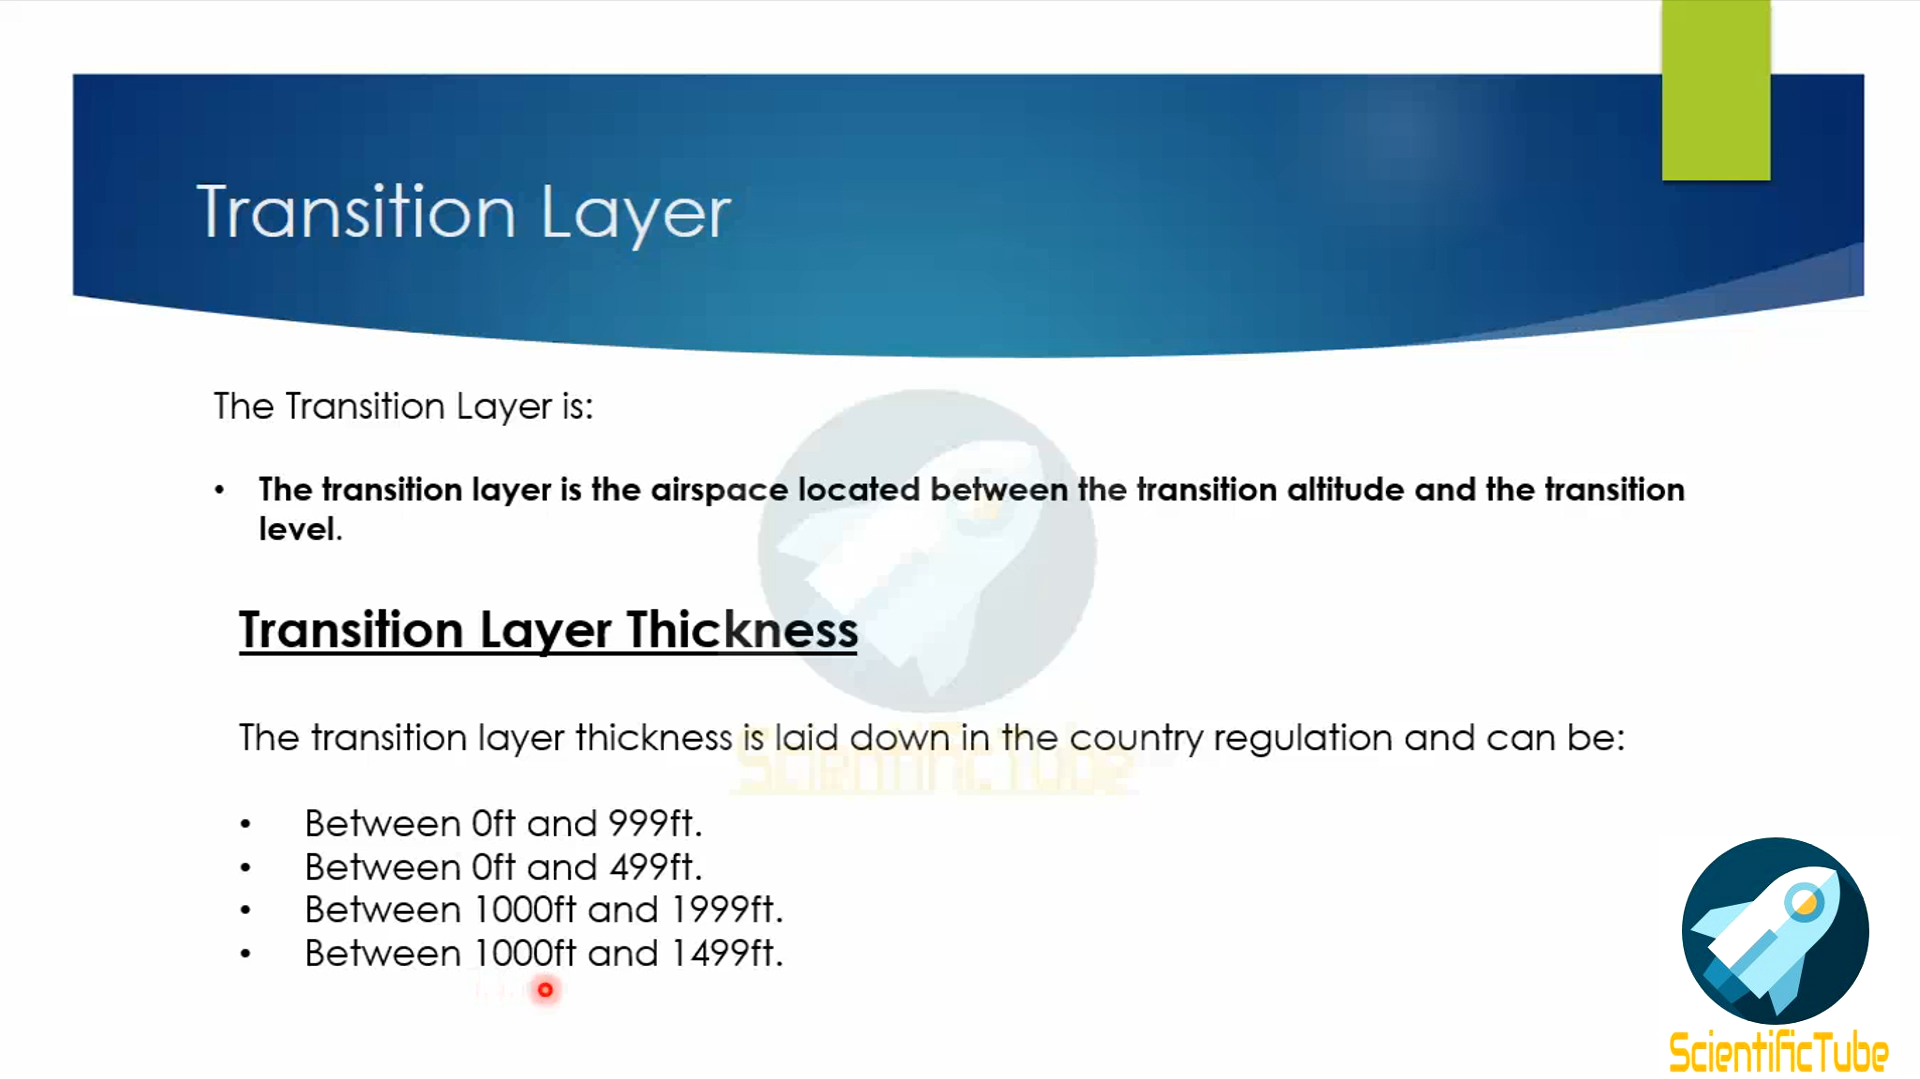 Transition Layer
The Transition Layer is:
• The transition layer is the airspace located between the transition altitude and the transition
level.
Transition Layer Thickness
The transition layer thickness is laid down in the country regulation and can be:
ScientificTube
• Between 0ft and 999ft.
• Between 0ft and 499ft.
• Between 1000ft and 1999ft.
• Between 1000ft and 1499ft.
ScientificTube